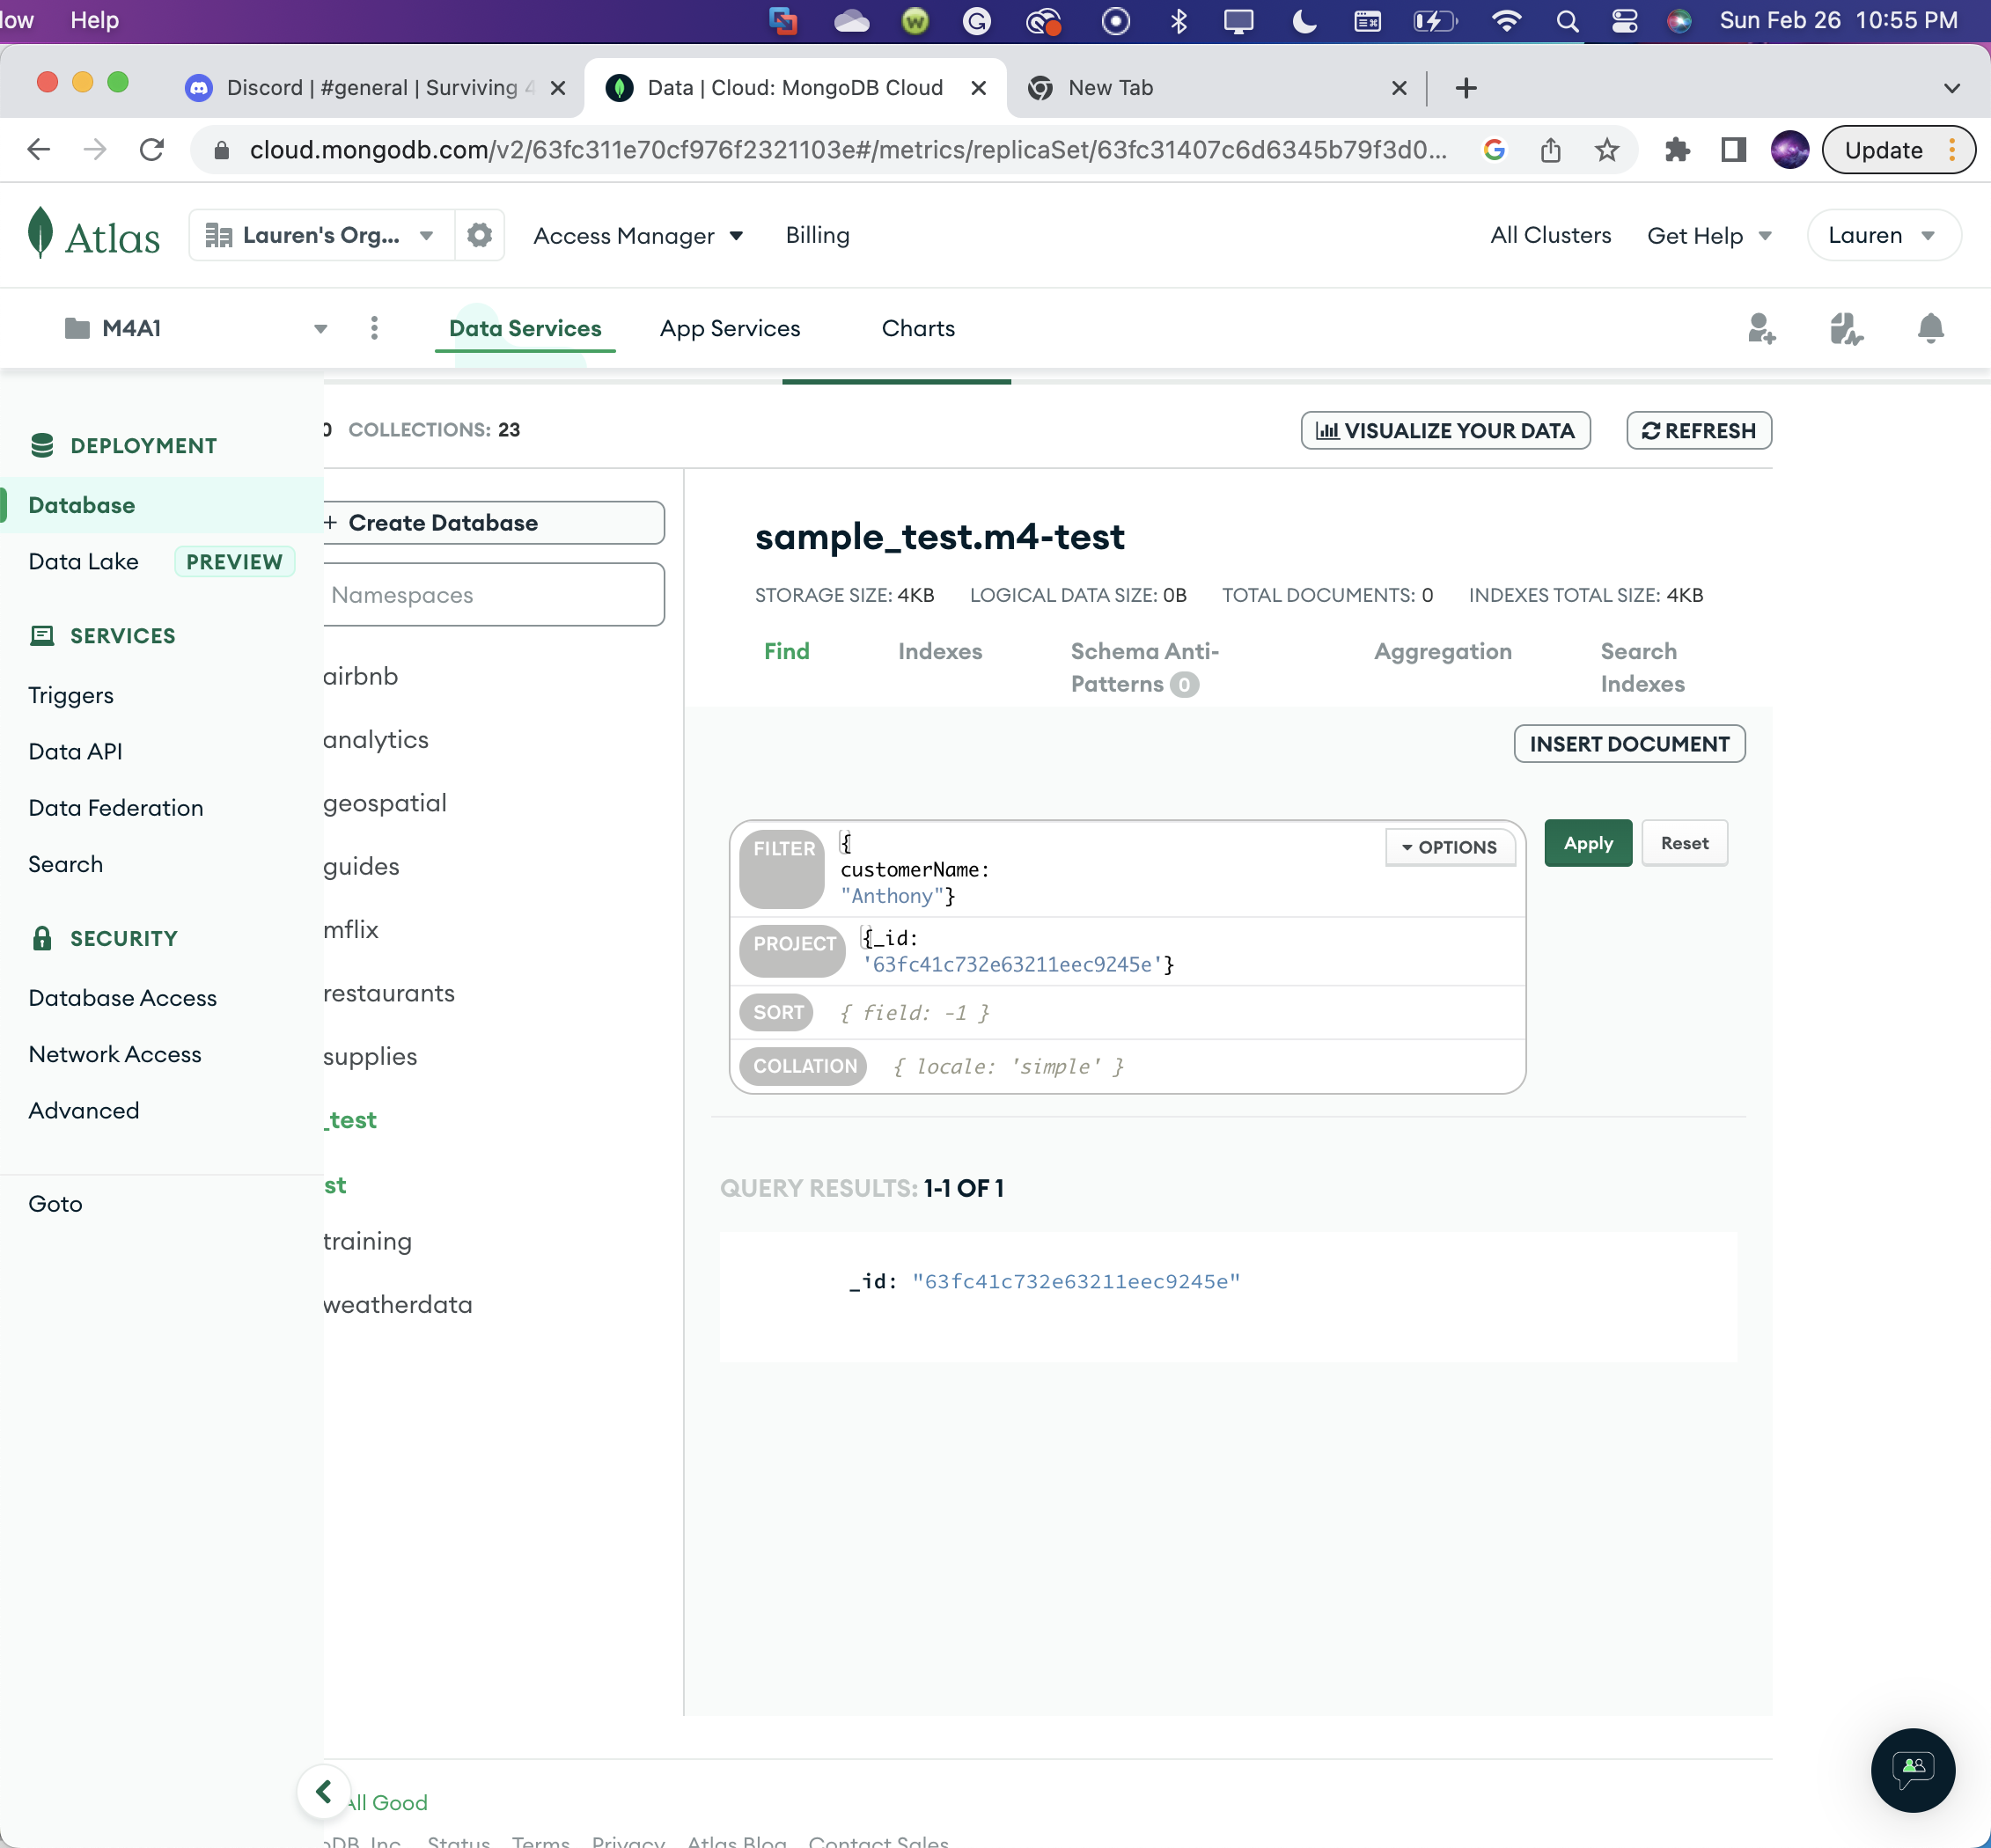 low Help Sun Feb 26 10:55 PM
Discord | #general | Surviving 4 Data | Cloud: MongoDB Cloud New Tab
cloud.mongodb.com/v2/63fc311e70cf976f2321103e#/metrics/replicaSet/63fc31407c6d6345b79f3d0... Update
Atlas Lauren's Org... Access Manager Billing All Clusters Get Help Lauren
M4A1 Data Services App Services Charts
DEPLOYMENT
Database
Data Lake PREVIEW
SERVICES
Triggers
Data API
Data Federation
Search
SECURITY
Database Access
Network Access
Advanced
Goto
0 COLLECTIONS: 23 VISUALIZE YOUR DATA REFRESH
+ Create Database
Namespaces
airbnb
analytics
geospatial
guides
mflix
restaurants
supplies
_test
st
training
weatherdata
sample_test.m4-test
STORAGE SIZE: 4KB LOGICAL DATA SIZE: 0B TOTAL DOCUMENTS: 0 INDEXES TOTAL SIZE: 4KB
Find Indexes Schema Anti-Patterns 0 Aggregation Search Indexes
INSERT DOCUMENT
FILTER {
customerName:
"Anthony"}
OPTIONS Apply Reset
PROJECT {_id:
'63fc41c732e63211eec9245e'}
SORT { field: -1 }
COLLATION { locale: 'simple' }
QUERY RESULTS: 1-1 OF 1
_id: "63fc41c732e63211eec9245e"
All Good
oDB, Inc. Status Terms Privacy Atlas Blog Contact Sales